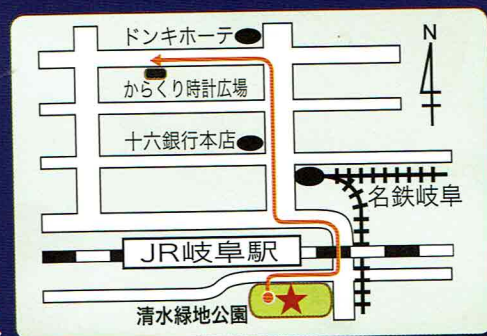 ドンキホーテ
N
からくり時計広場
十六銀行本店
名鉄岐阜
JR岐阜駅
清水緑地公園